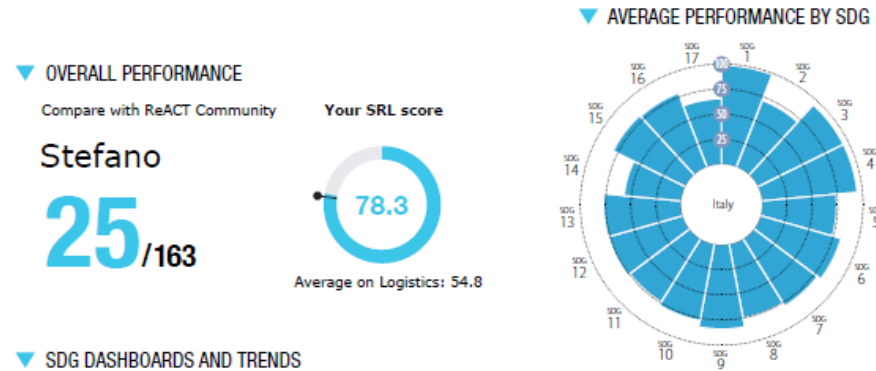 ▼ OVERALL PERFORMANCE
Compare with ReACT Community
Stefano
25/163
Your SRL score
78.3
Average on Logistics: 54.8
▼ SDG DASHBOARDS AND TRENDS
▼ AVERAGE PERFORMANCE BY SDG
100
75
50
25
Italy
SDG 1
SDG 2
SDG 3
SDG 4
5
SDG 6
SDG 7
SDG 8
SDG 9
SDG 10
SDG 11
SDG 12
SDG 13
SDG 14
SDG 15
SDG 16
SDG 17